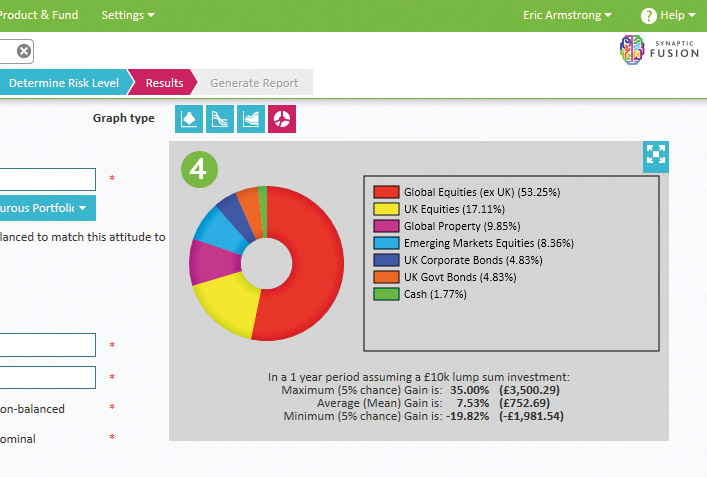 Product & Fund Settings Eric Armstrong ? Help
SYNAPTIC
FUSION
Determine Risk Level Results Generate Report
Graph type
*
4
urous Portfolic
lanced to match this attitude to
Global Equities (ex UK) (53.25%)
UK Equities (17.11%)
Global Property (9.85%)
Emerging Markets Equities (8.36%)
UK Corporate Bonds (4.83%)
UK Govt Bonds (4.83%)
Cash (1.77%)
*
*
on-balanced *
ominal *
In a 1 year period assuming a £10k lump sum investment:
Maximum (5% chance) Gain is: 35.00% (£3,500.29)
Average (Mean) Gain is: 7.53% (£752.69)
Minimum (5% chance) Gain is: -19.82% (-£1,981.54)